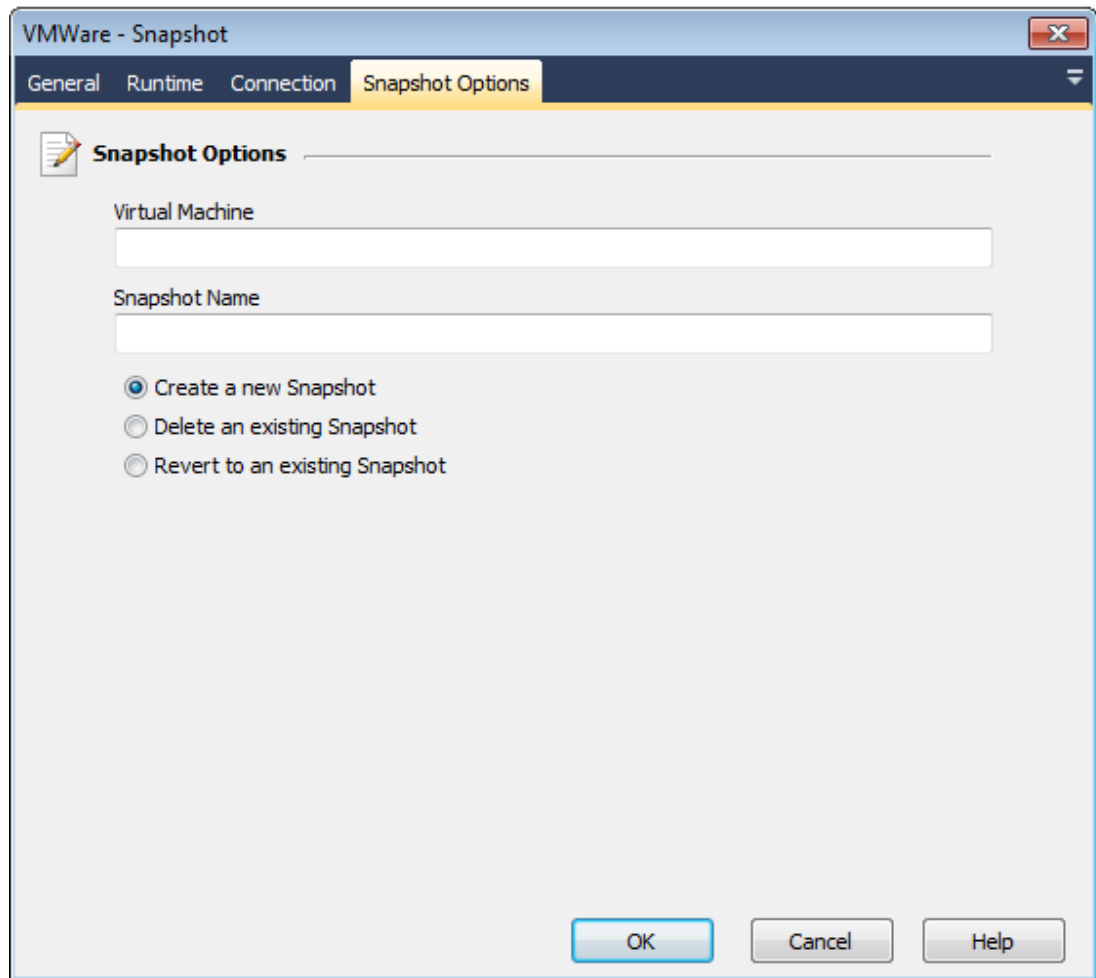 VMWare - Snapshot
General Runtime Connection Snapshot Options
Snapshot Options
Virtual Machine
Snapshot Name
Create a new Snapshot
Delete an existing Snapshot
Revert to an existing Snapshot
OK Cancel Help